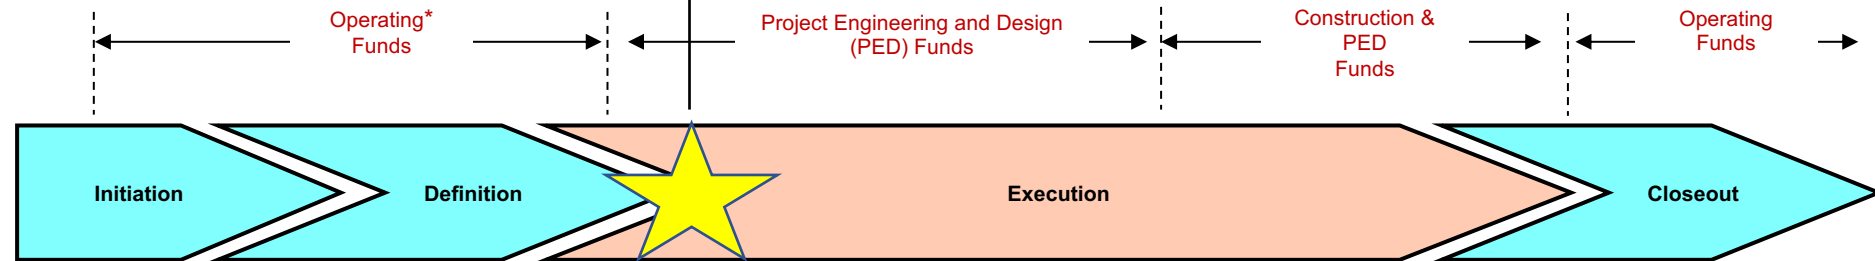 Operating*
Funds
Project Engineering and Design
(PED) Funds
Construction &
PED
Funds
Operating
Funds
Initiation
Definition
Execution
Closeout